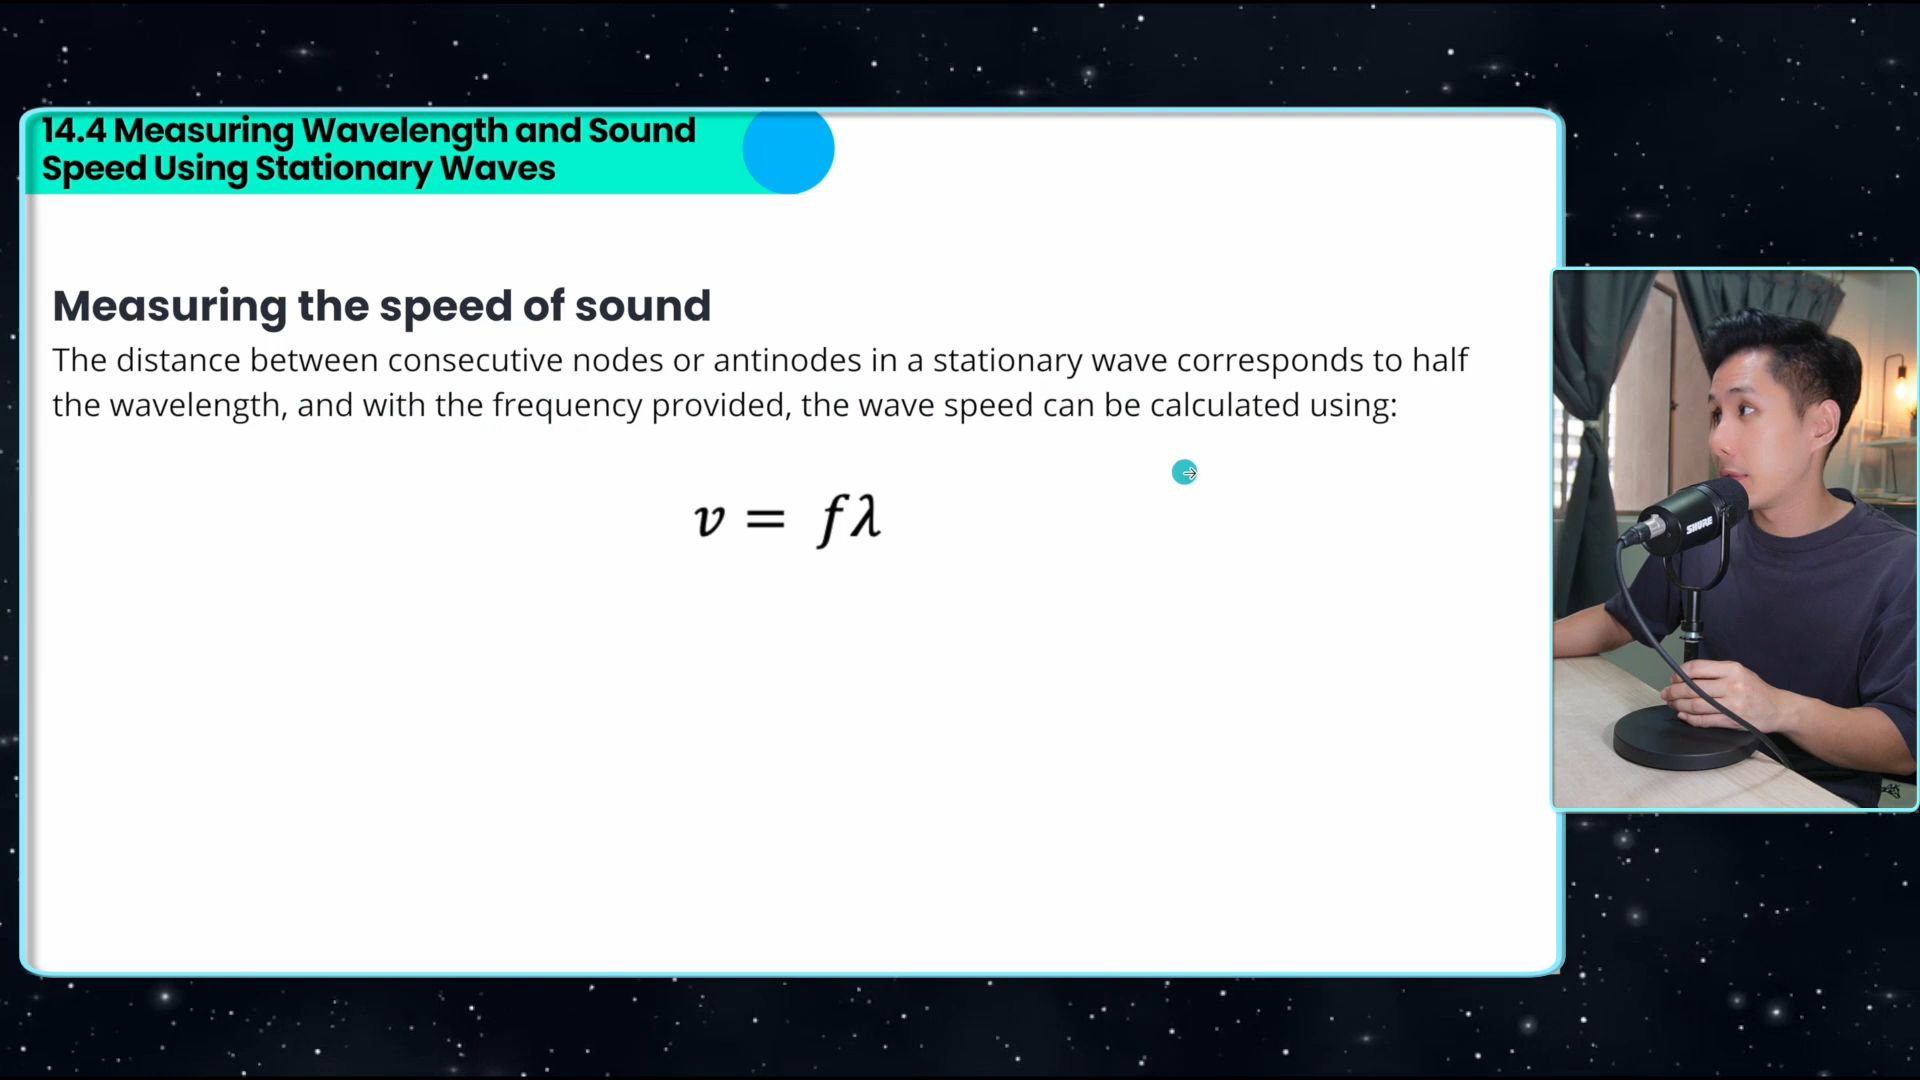 14.4 Measuring Wavelength and Sound
Speed Using Stationary Waves
Measuring the speed of sound
The distance between consecutive nodes or antinodes in a stationary wave corresponds to half
the wavelength, and with the frequency provided, the wave speed can be calculated using:
v = fλ
SHURE